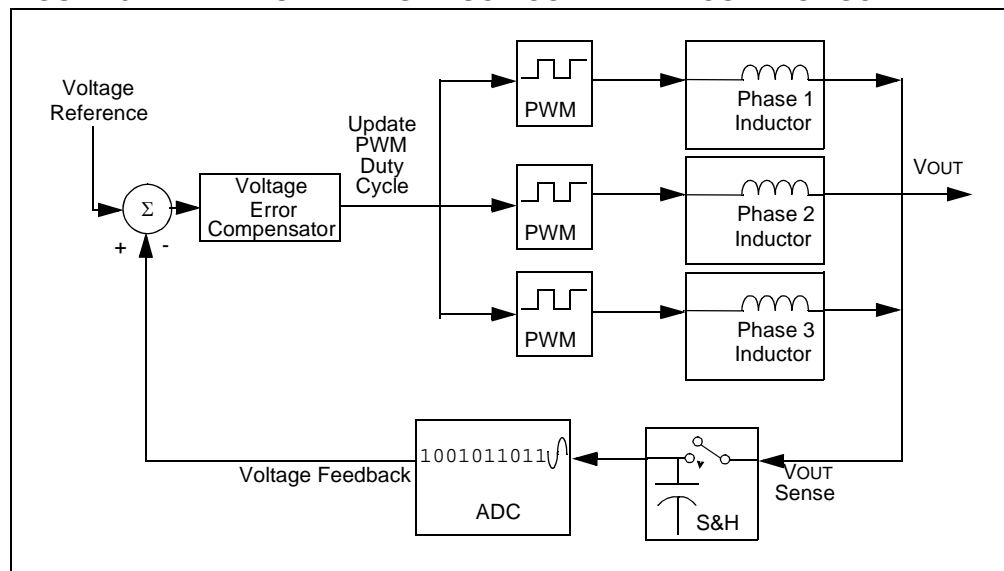 Voltage
Reference
Σ
+
-
Voltage
Error
Compensator
Update
PWM
Duty
Cycle
PWM
Phase 1
Inductor
PWM
Phase 2
Inductor
PWM
Phase 3
Inductor
VOUT
Voltage Feedback
1001011011
ADC
S&H
VOUT
Sense